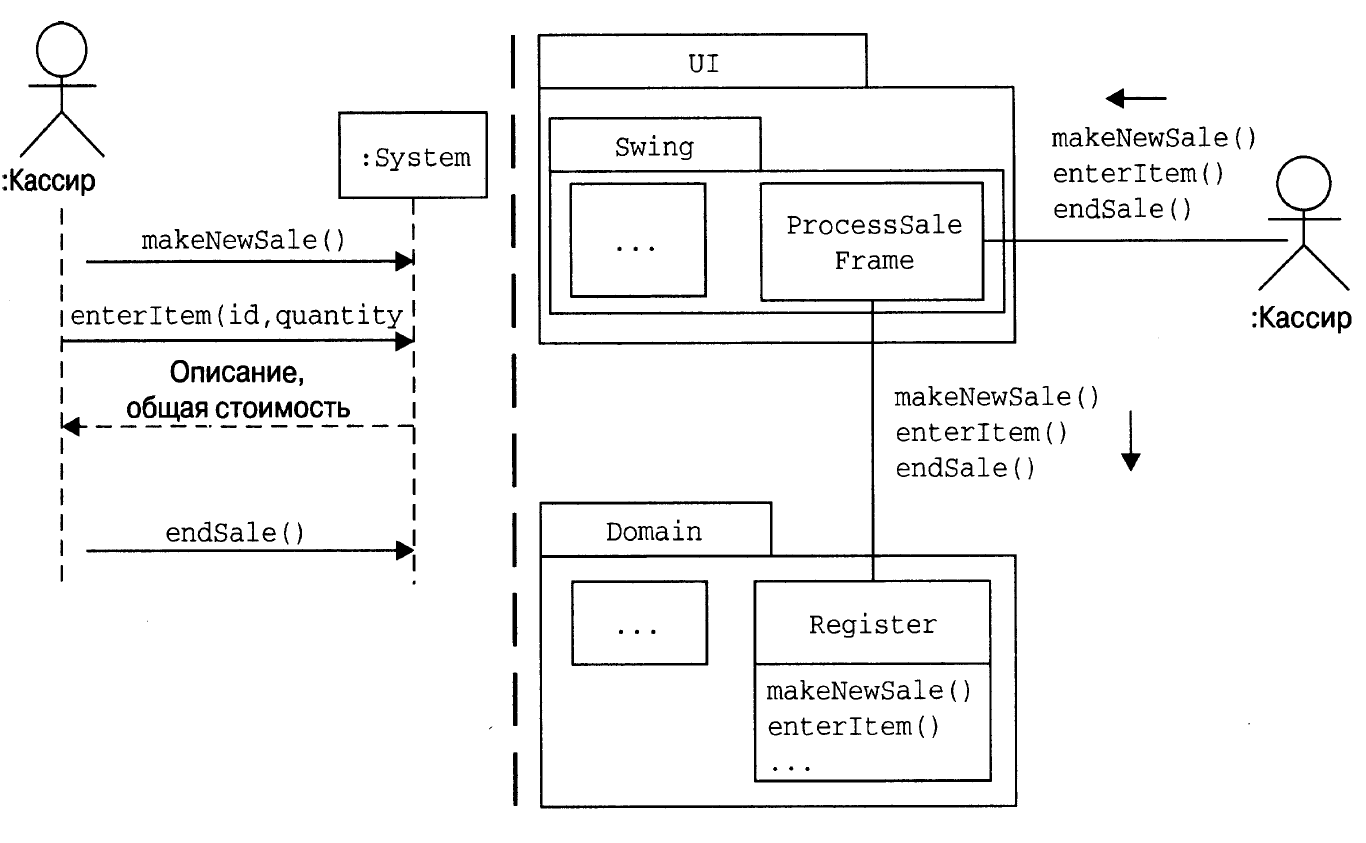 :Кассир
:System
makeNewSale()
enterItem(id,quantity
Описание,
общая стоимость
endSale()
UI
Swing
...
ProcessSale
Frame
makeNewSale()
enterItem()
endSale()
:Кассир
makeNewSale()
enterItem()
endSale()
Domain
...
Register
makeNewSale()
enterItem()
...